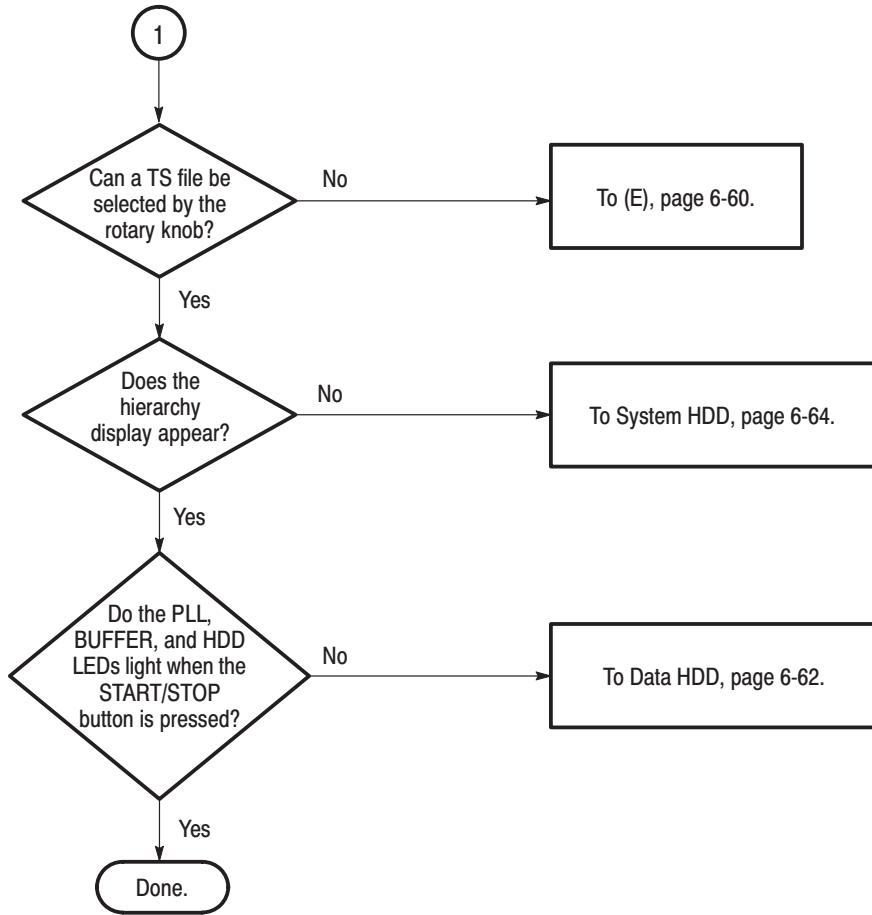 1
Can a TS file be
selected by the
rotary knob?
No
To (E), page 6-60.
Yes
Does the
hierarchy
display appear?
No
To System HDD, page 6-64.
Yes
Do the PLL,
BUFFER, and HDD
LEDs light when the
START/STOP
button is pressed?
No
To Data HDD, page 6-62.
Yes
Done.